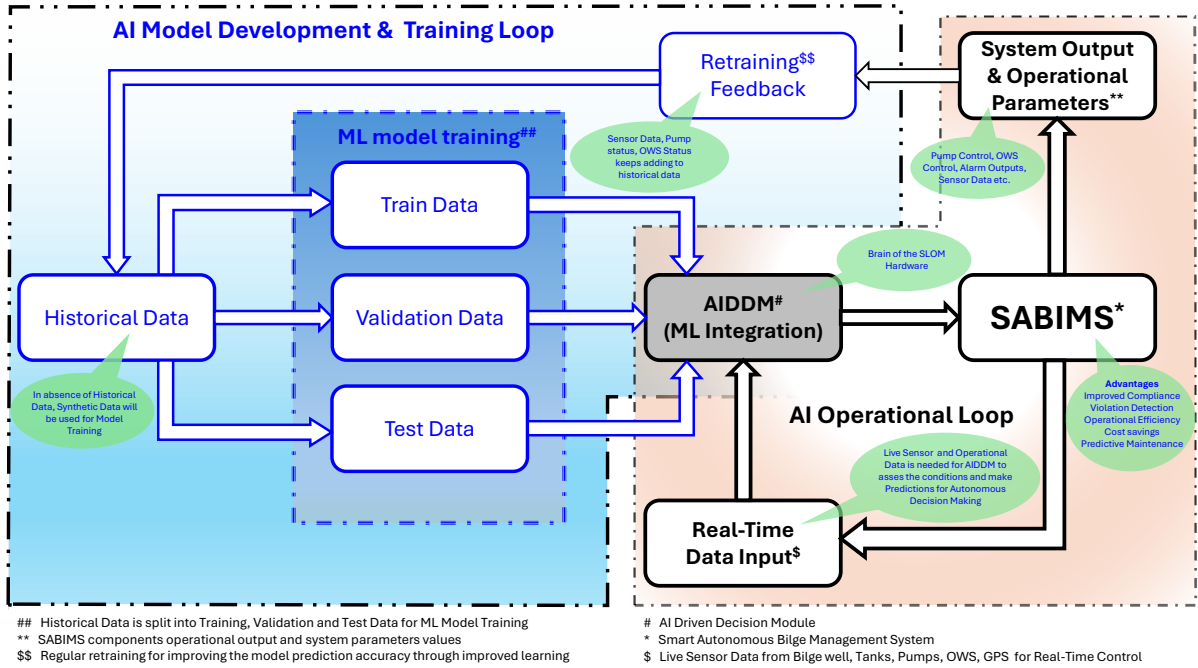 AI Model Development & Training Loop
Retraining$$
Feedback
System Output
& Operational
Parameters**
Sensor Data, Pump
status, OWS Status
keeps adding to
historical data
Pump Control, OWS
Control, Alarm Outputs,
Sensor Data etc.
ML model training##
Train Data
Validation Data
Test Data
Historical Data
In absence of Historical
Data, Synthetic Data will
be used for Model
Training
Brain of the SLOM
Hardware
AIDDM#
(ML Integration)
SABIMS*
Advantages
Improved Compliance
Violation Detection
Operational Efficiency
Cost savings
Predictive Maintenance
AI Operational Loop
Live Sensor and Operational
Data is needed for AIDDM to
asses the conditions and make
Predictions for Autonomous
Decision Making
Real-Time
Data Input$
## Historical Data is split into Training, Validation and Test Data for ML Model Training
** SABIMS components operational output and system parameters values
$$ Regular retraining for improving the model prediction accuracy through improved learning
# AI Driven Decision Module
* Smart Autonomous Bilge Management System
$ Live Sensor Data from Bilge well, Tanks, Pumps, OWS, GPS for Real-Time Control